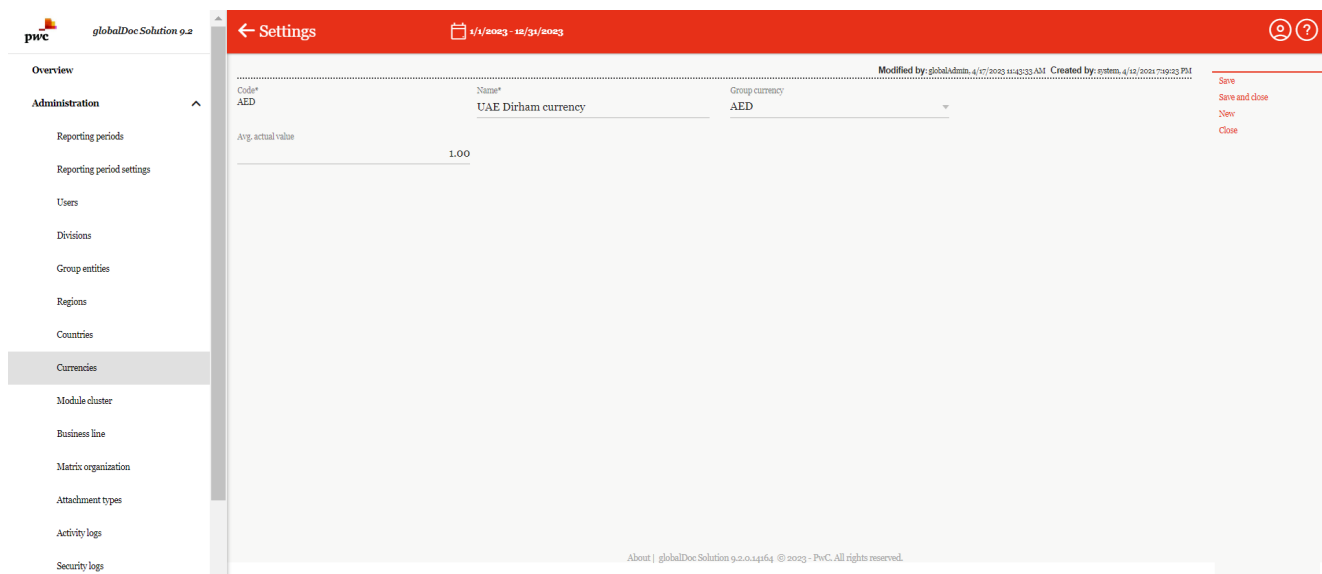 pwc
globalDoc Solution 9.2
← Settings
1/1/2023 - 12/31/2023
?
Overview
Administration
Reporting periods
Reporting period settings
Users
Divisions
Group entities
Regions
Countries
Currencies
Module cluster
Business line
Matrix organization
Attachment types
Activity logs
Security logs
Modified by: globalAdmin, 4/17/2023 11:43:33 AM Created by: system, 4/12/2021 7:19:23 PM
Code*
AED
Name*
UAE Dirham currency
Group currency
AED
Avg. actual value
1.00
Save
Save and close
New
Close
About | globalDoc Solution 9.2.0.14164 © 2023 - PwC. All rights reserved.